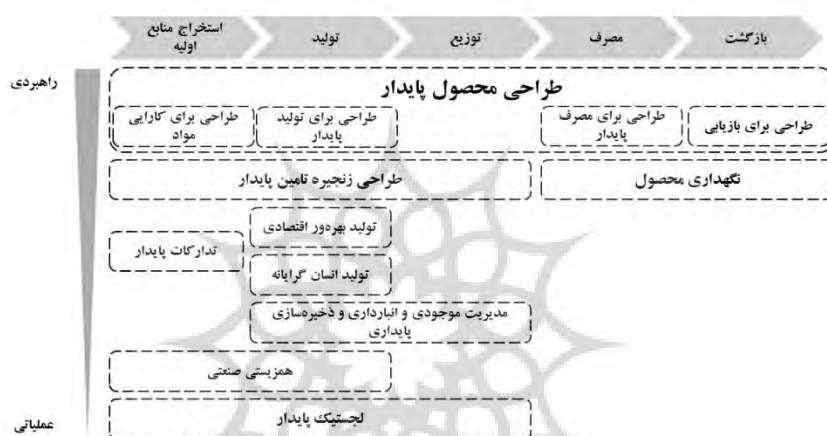 استخراج منابع
اولیه
تولید
توزیع
مصرف
بازگشت
راهبردی
طراحی محصول پایدار
طراحی برای کارایی
مواد
طراحی برای تولید
پایدار
طراحی برای مصرف
پایدار
طراحی برای بازیابی
طراحی زنجیره تامین پایدار
نگهداری محصول
تولید بهره‌ور اقتصادی
تدارکات پایدار
تولید انسان گرایانه
مدیریت موجودی و انبارداری و ذخیره‌سازی
پایداری
همزیستی صنعتی
لجستیک پایدار
عملیاتی